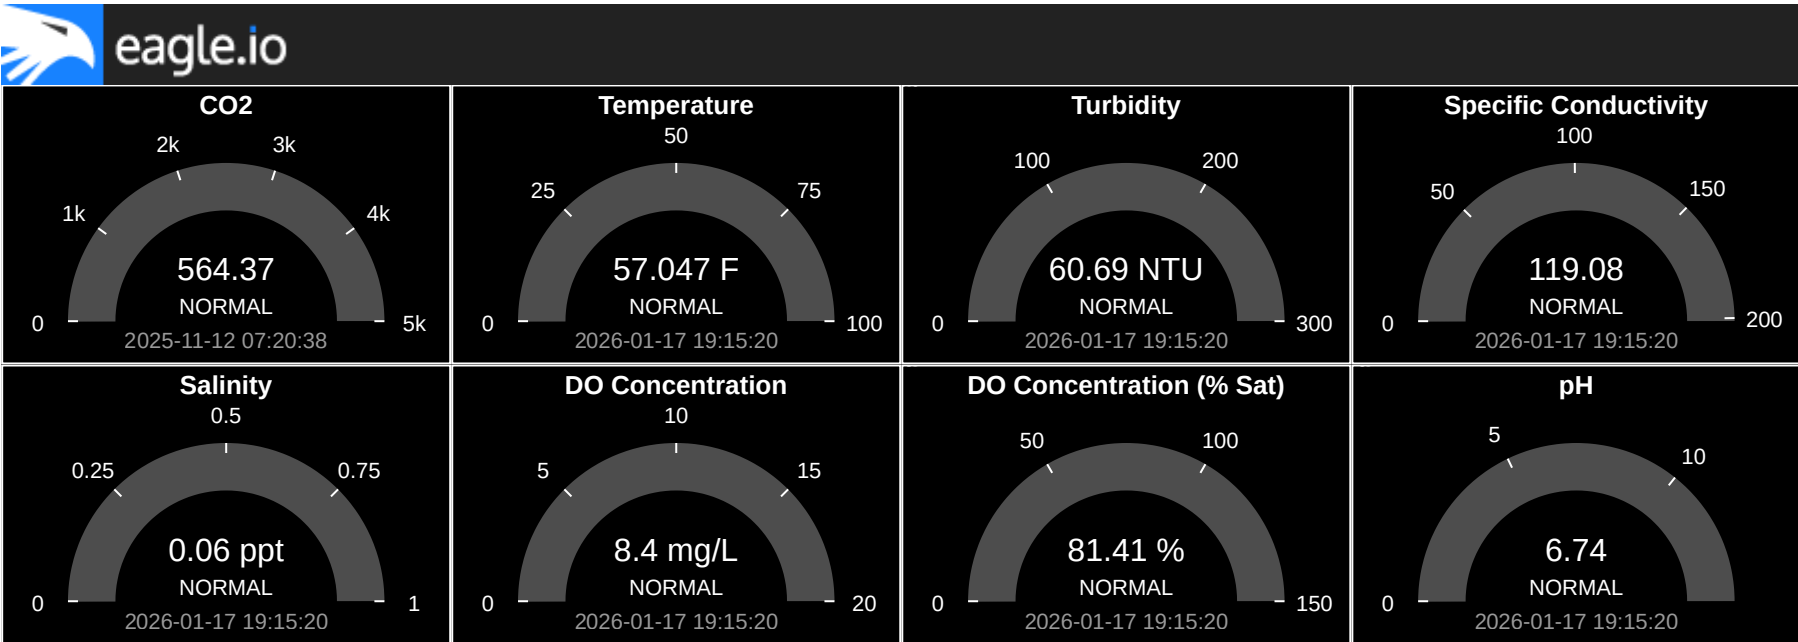 eagle.io
CO2
2k
3k
1k
4k
564.37
NORMAL
0
5k
2025-11-12 07:20:38
Temperature
50
25
75
57.047 F
NORMAL
0
100
2026-01-17 19:15:20
Turbidity
100
200
60.69 NTU
NORMAL
0
300
2026-01-17 19:15:20
Specific Conductivity
100
50
150
119.08
NORMAL
0
200
2026-01-17 19:15:20
Salinity
0.5
0.25
0.75
0.06 ppt
NORMAL
0
1
2026-01-17 19:15:20
DO Concentration
10
5
15
8.4 mg/L
NORMAL
0
20
2026-01-17 19:15:20
DO Concentration (% Sat)
50
100
81.41 %
NORMAL
0
150
2026-01-17 19:15:20
pH
5
10
6.74
NORMAL
0
2026-01-17 19:15:20